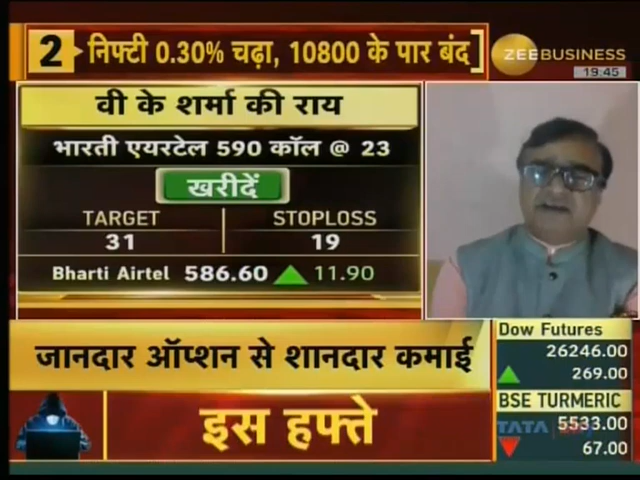 2 निफ्टी 0.30% चढ़ा, 10800 के पार बंद
ZEEBUSINESS
19:45
वी के शर्मा की राय
भारती एयरटेल 590 कॉल @ 23
खरीदें
TARGET STOPLOSS
31 19
Bharti Airtel 586.60 11.90
जानदार ऑप्शन से शानदार कमाई
इस हफ्ते
Dow Futures
26246.00
269.00
BSE TURMERIC
5533.00
TATA
67.00